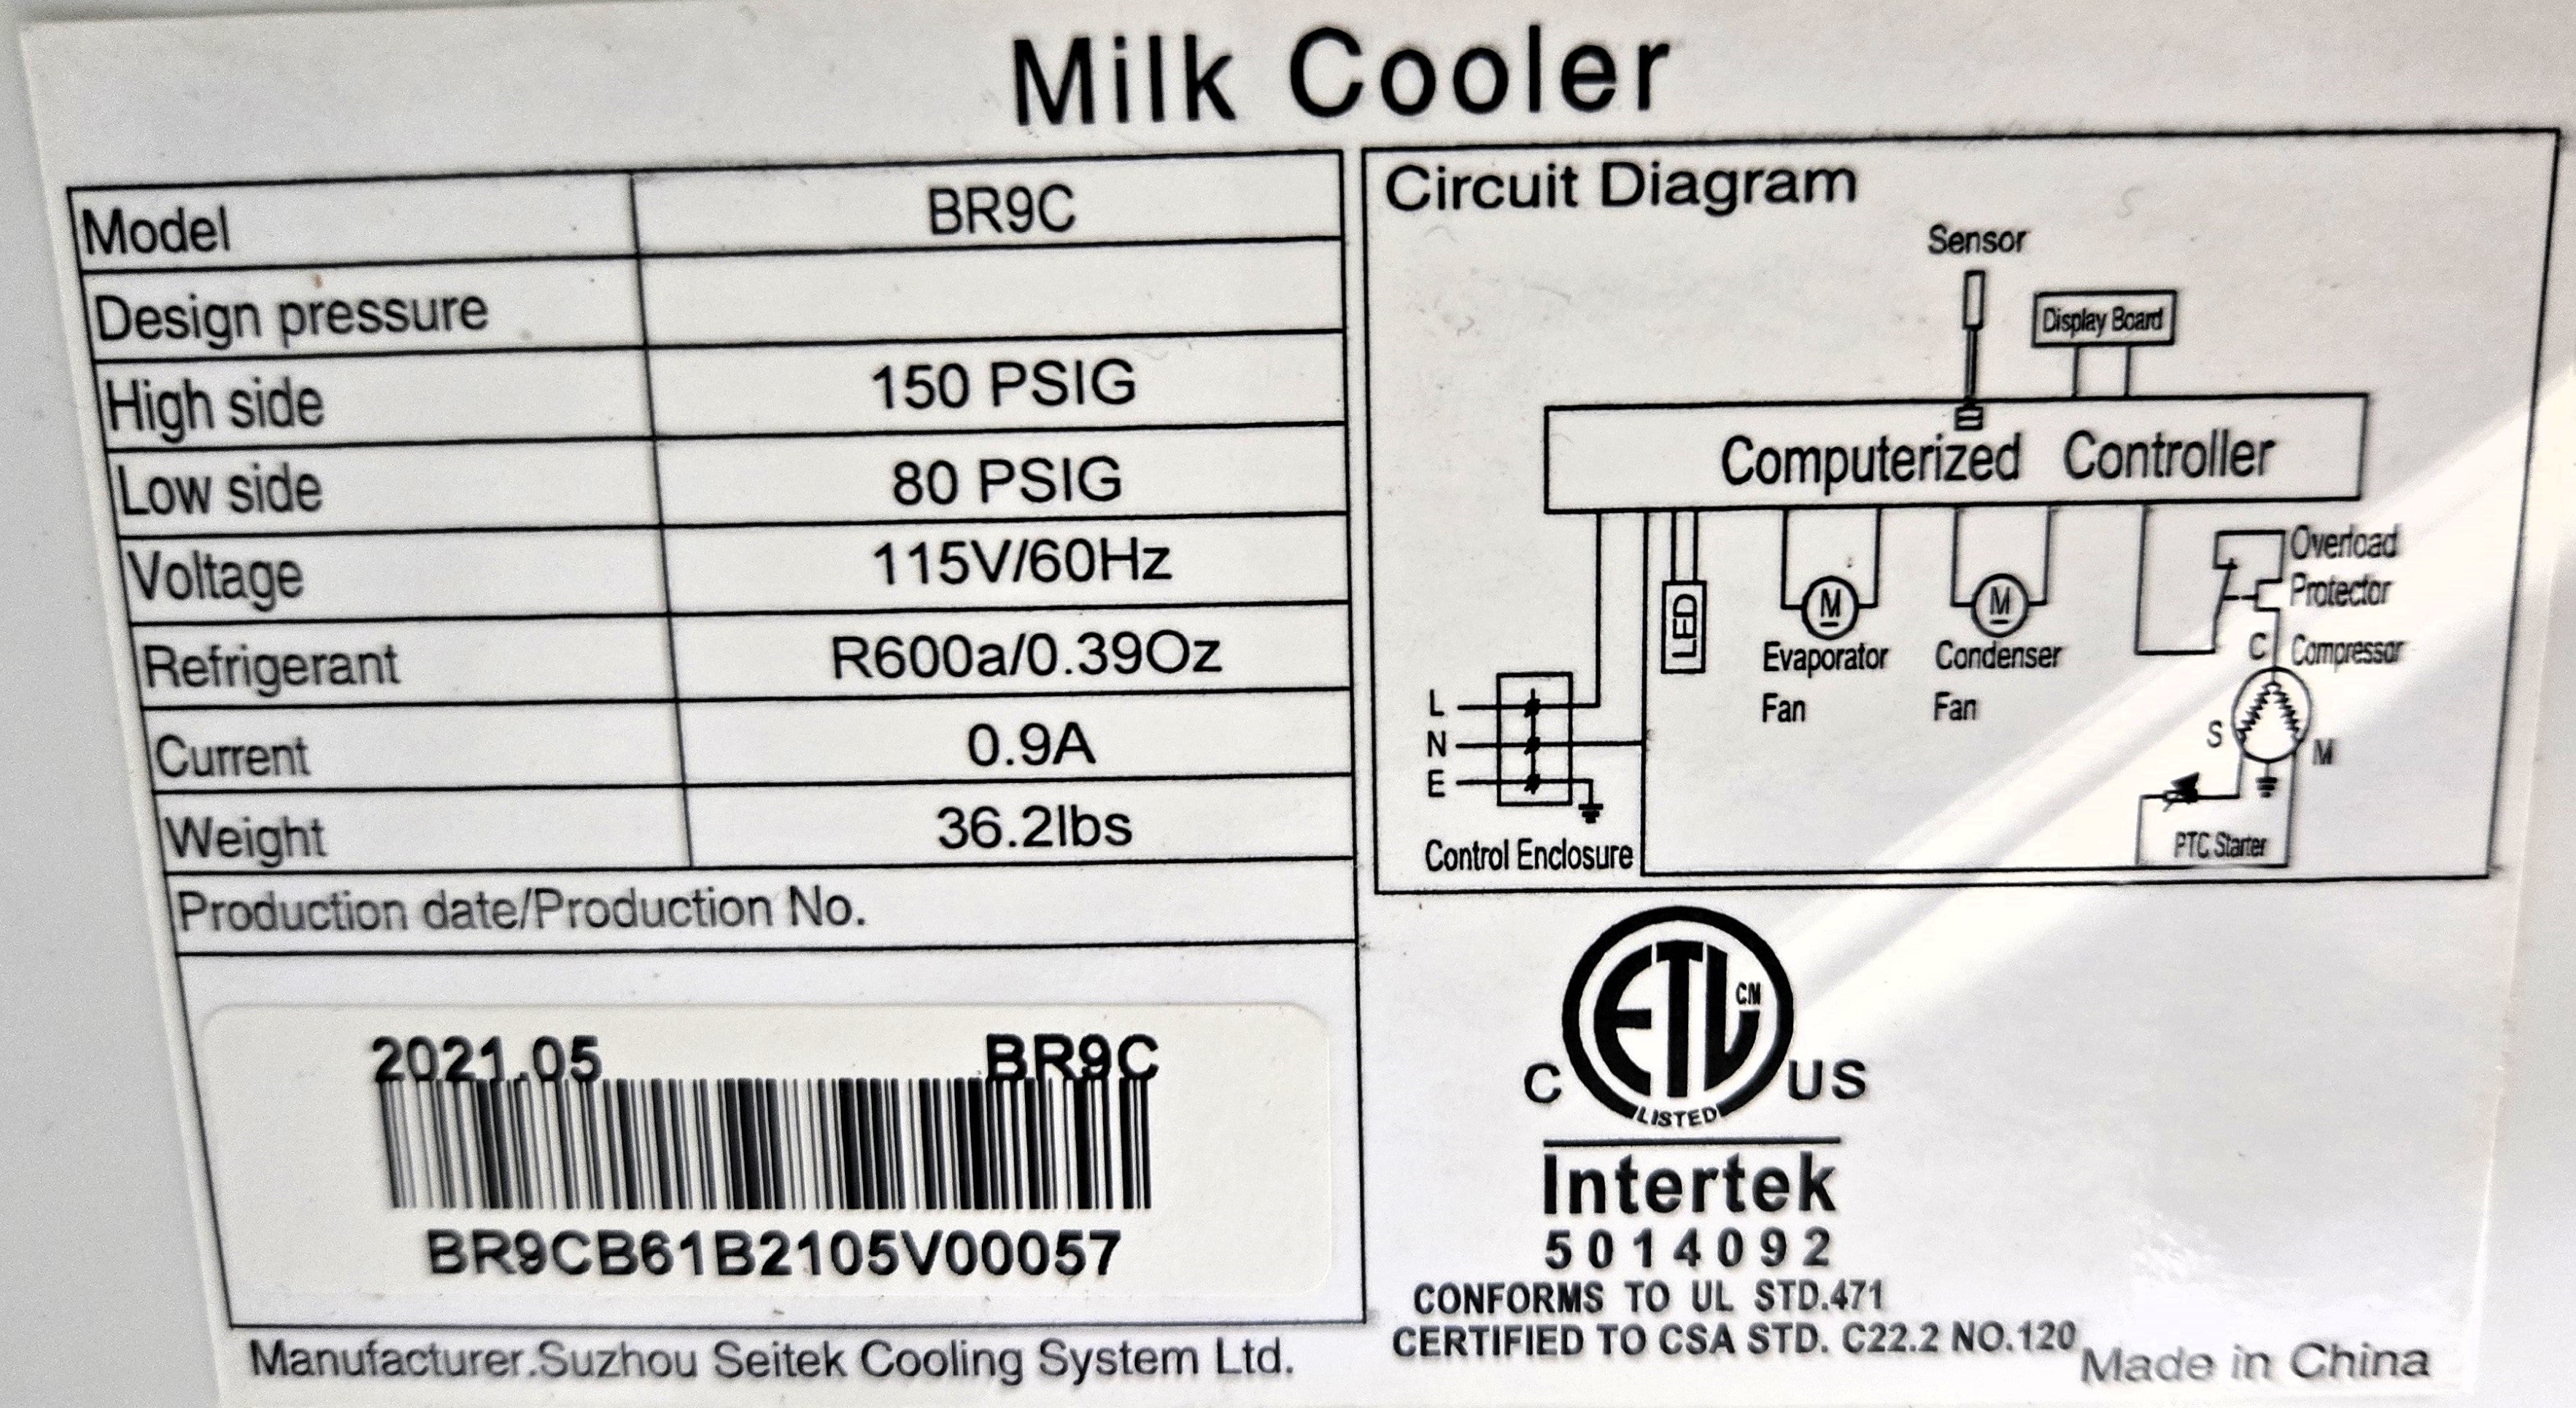 Milk Cooler
Model BR9C
Design pressure
High side 150 PSIG
Low side 80 PSIG
Voltage 115V/60Hz
Refrigerant R600a/0.39Oz
Current 0.9A
Weight 36.2lbs
Production date/Production No.
2021.05 BR9C
BR9CB61B2105V00057
Manufacturer.Suzhou Seitek Cooling System Ltd.
Circuit Diagram
Sensor
Display Board
Computerized Controller
LED
M
Evaporator
Fan
M
Condenser
Fan
Overload
Protector
C Compressor
S
M
PTC Starter
L
N
E
Control Enclosure
ETL CM
C US
LISTED
Intertek
5014092
CONFORMS TO UL STD.471
CERTIFIED TO CSA STD. C22.2 NO.120
Made in China